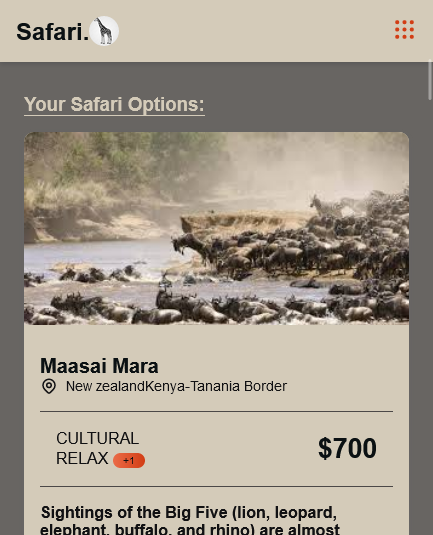 Safari.
Your Safari Options:
Maasai Mara
New zealandKenya-Tanania Border
CULTURAL
RELAX +1
$700
Sightings of the Big Five (lion, leopard,
elephant, buffalo, and rhino) are almost